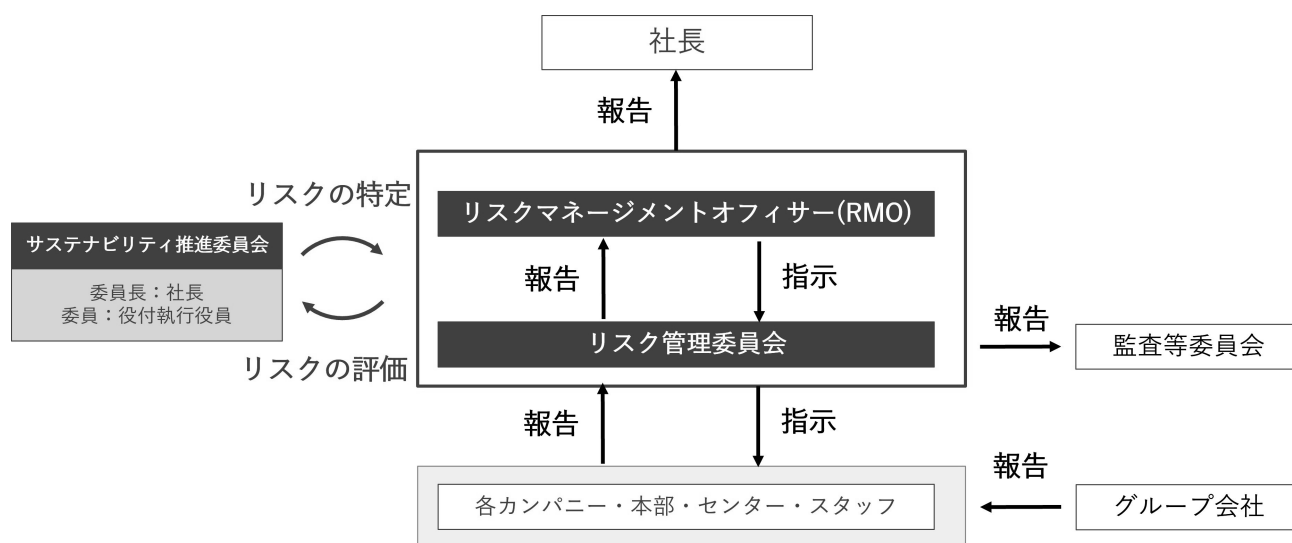 社長
報告
リスクの特定
リスクマネージメントオフィサー(RMO)
サステナビリティ推進委員会
委員長：社長
委員：役付執行役員
報告
指示
リスク管理委員会
リスクの評価
報告
監査等委員会
報告
指示
各カンパニー・本部・センター・スタッフ
報告
グループ会社